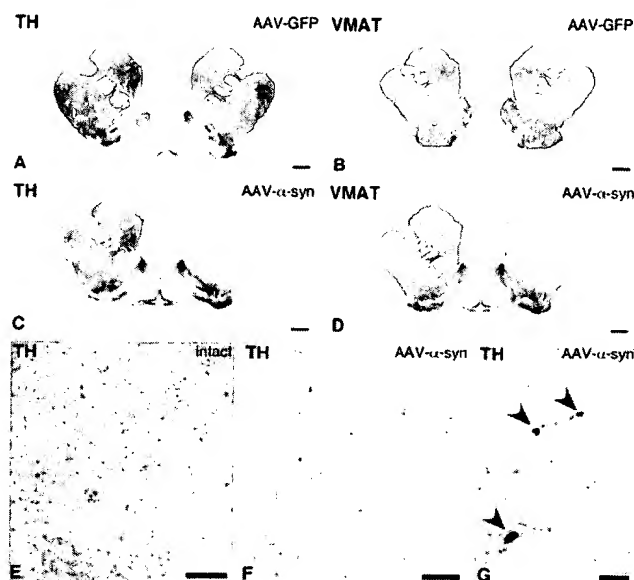 TH AAV-GFP VMAT AAV-GFP
A B
TH AAV-α-syn VMAT AAV-α-syn
C D
TH intact TH AAV-α-syn TH AAV-α-syn
E F G